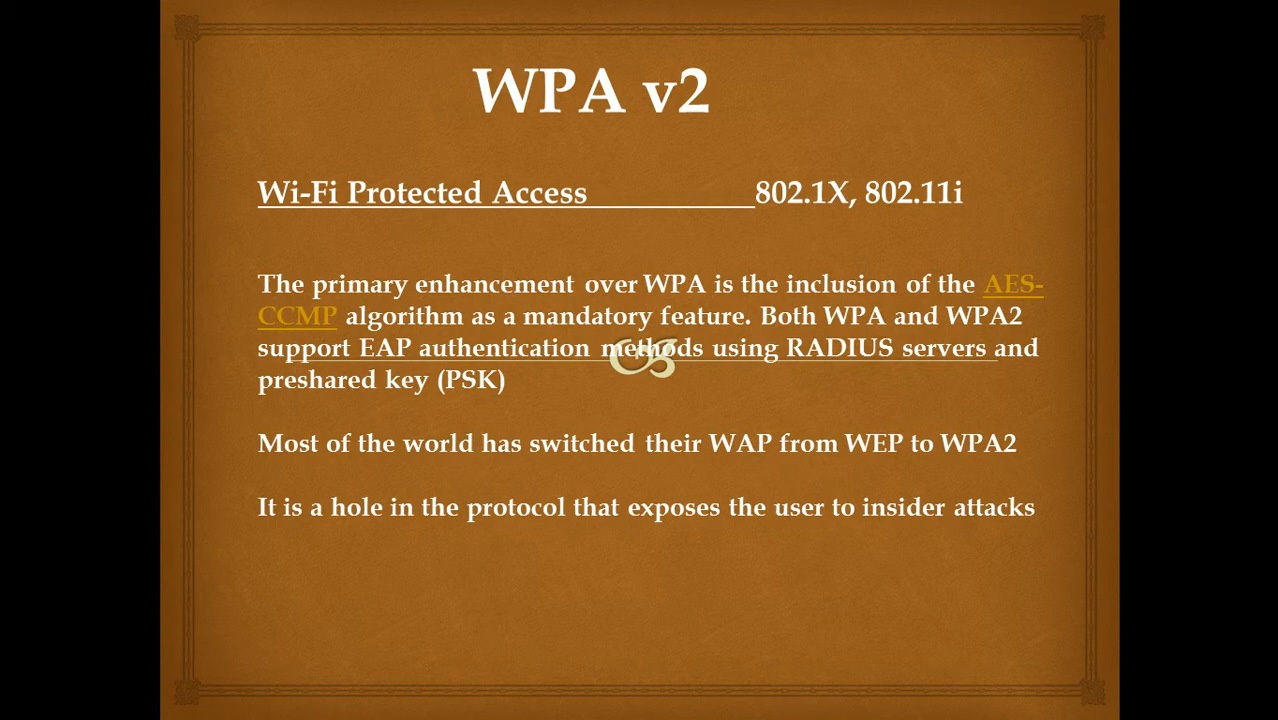 WPA v2
Wi-Fi Protected Access 802.1X, 802.11i
The primary enhancement over WPA is the inclusion of the AES-
CCMP algorithm as a mandatory feature. Both WPA and WPA2
support EAP authentication methods using RADIUS servers and
preshared key (PSK)
Most of the world has switched their WAP from WEP to WPA2
It is a hole in the protocol that exposes the user to insider attacks